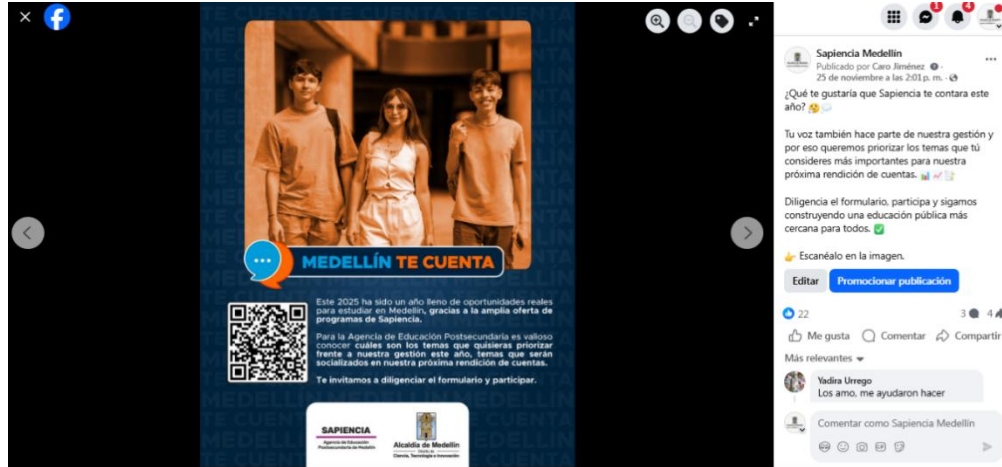 MEDELLÍN TE CUENTA
Este 2025 ha sido un año lleno de oportunidades reales
para estudiar en Medellín, gracias a la amplia oferta de
programas de Sapiencia.
Para la Agencia de Educación Postsecundaria es valioso
conocer cuáles son los temas que quisieras priorizar
frente a nuestra gestión este año, temas que serán
socializados en nuestra próxima rendición de cuentas.
Te invitamos a diligenciar el formulario y participar.
SAPIENCIA
Agencia de Educación
Postsecundaria de Medellín
Alcaldía de Medellín
Ciencia, Tecnología e Innovación
1
4
Sapiencia Medellín
Publicado por Caro Jiménez
25 de noviembre a las 2:01 p. m.
¿Qué te gustaría que Sapiencia te contara este
año?
Tu voz también hace parte de nuestra gestión y
por eso queremos priorizar los temas que tú
consideres más importantes para nuestra
próxima rendición de cuentas.
Diligencia el formulario, participa y sigamos
construyendo una educación pública más
cercana para todos.
Escanéalo en la imagen.
Editar Promocionar publicación
22 3 4
Me gusta Comentar Compartir
Más relevantes
Yadira Urrego
Los amo, me ayudaron hacer
Comentar como Sapiencia Medellín